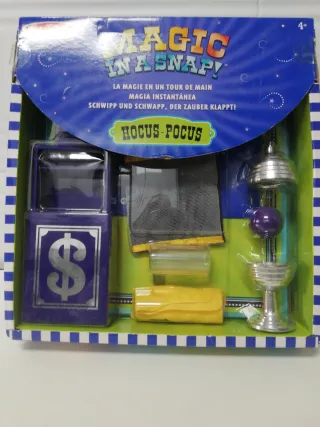 MAGIC
IN A SNAP!
4+
LA MAGIE EN UN TOUR DE MAIN
MAGIA INSTANTÁNEA
SCHWIPP UND SCHWAPP, DER ZAUBER KLAPPT!
HOCUS-POCUS
$